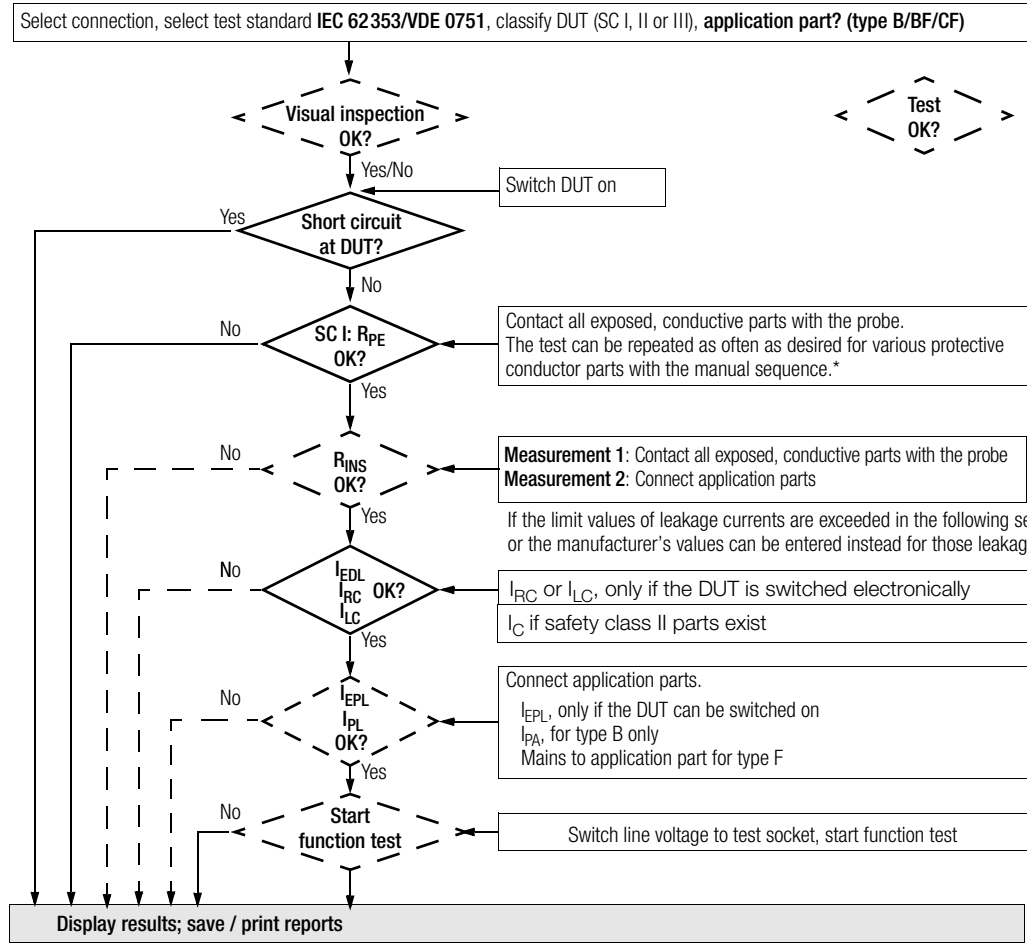 Select connection, select test standard IEC 62353/VDE 0751, classify DUT (SC I, II or III), application part? (type B/BF/CF)
Visual inspection
OK?
Test
OK?
Yes/No
Switch DUT on
Yes
Short circuit
at DUT?
No
No
SC I: RPE
OK?
Contact all exposed, conductive parts with the probe.
The test can be repeated as often as desired for various protective
conductor parts with the manual sequence.*
Yes
No
RINS
OK?
Measurement 1: Contact all exposed, conductive parts with the probe
Measurement 2: Connect application parts
Yes
If the limit values of leakage currents are exceeded in the following se
or the manufacturer's values can be entered instead for those leakag
No
IEDL
IRC OK?
ILC
IRC or ILC, only if the DUT is switched electronically
IC if safety class II parts exist
Yes
No
IEPL
IPL
OK?
Connect application parts.
IEPL, only if the DUT can be switched on
IPA, for type B only
Mains to application part for type F
Yes
No
Start
function test
Switch line voltage to test socket, start function test
Display results; save / print reports